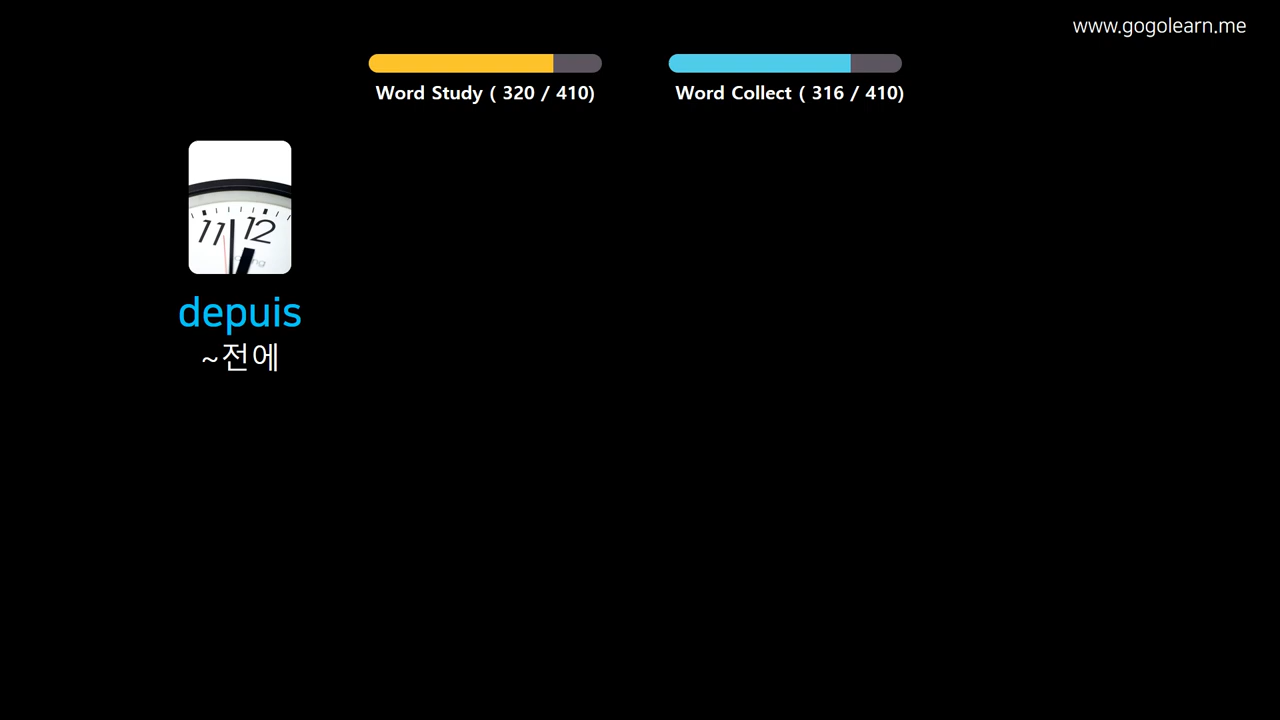 www.gogolearn.me
Word Study ( 320 / 410)
Word Collect ( 316 / 410)
11 12
depuis
~전에